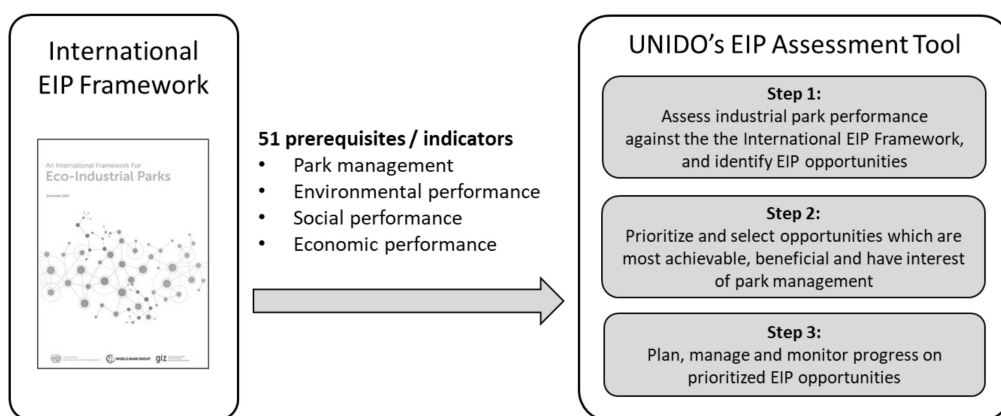 International
EIP Framework
An International Framework For
Eco-Industrial Parks
December 2017
WORLD BANK GROUP
giz
51 prerequisites / indicators
• Park management
• Environmental performance
• Social performance
• Economic performance
UNIDO’s EIP Assessment Tool
Step 1:
Assess industrial park performance
against the the International EIP Framework,
and identify EIP opportunities
Step 2:
Prioritize and select opportunities which are
most achievable, beneficial and have interest
of park management
Step 3:
Plan, manage and monitor progress on
prioritized EIP opportunities